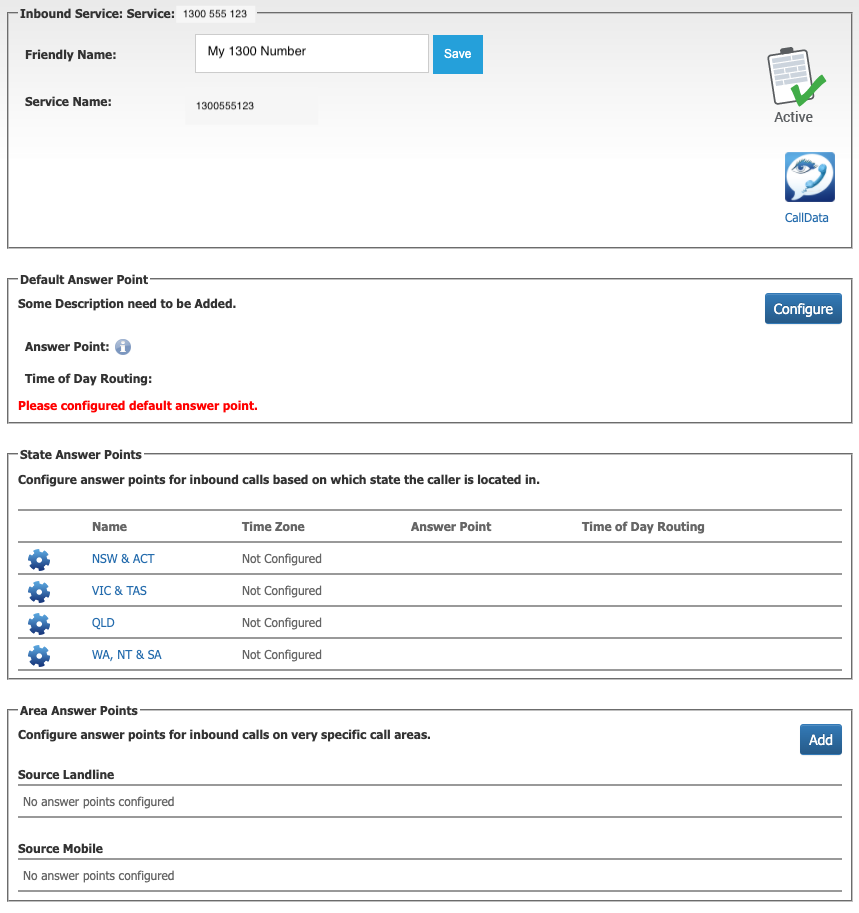 Inbound Service: Service: 1300 555 123
Friendly Name: My 1300 Number Save
Service Name: 1300555123
Active
CallData
Default Answer Point
Some Description need to be Added.
Configure
Answer Point:
Time of Day Routing:
Please configured default answer point.
State Answer Points
Configure answer points for inbound calls based on which state the caller is located in.
Name Time Zone Answer Point Time of Day Routing
NSW & ACT Not Configured
VIC & TAS Not Configured
QLD Not Configured
WA, NT & SA Not Configured
Area Answer Points
Configure answer points for inbound calls on very specific call areas.
Add
Source Landline
No answer points configured
Source Mobile
No answer points configured